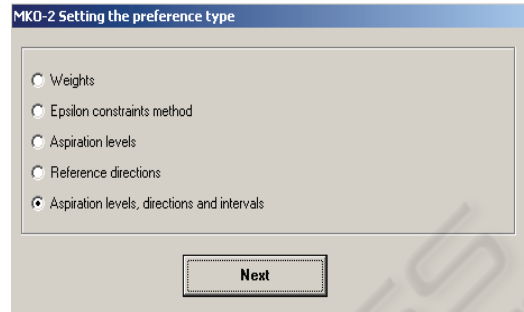 MKO-2 Setting the preference type
Weights
Epsilon constraints method
Aspiration levels
Reference directions
Aspiration levels, directions and intervals
Next